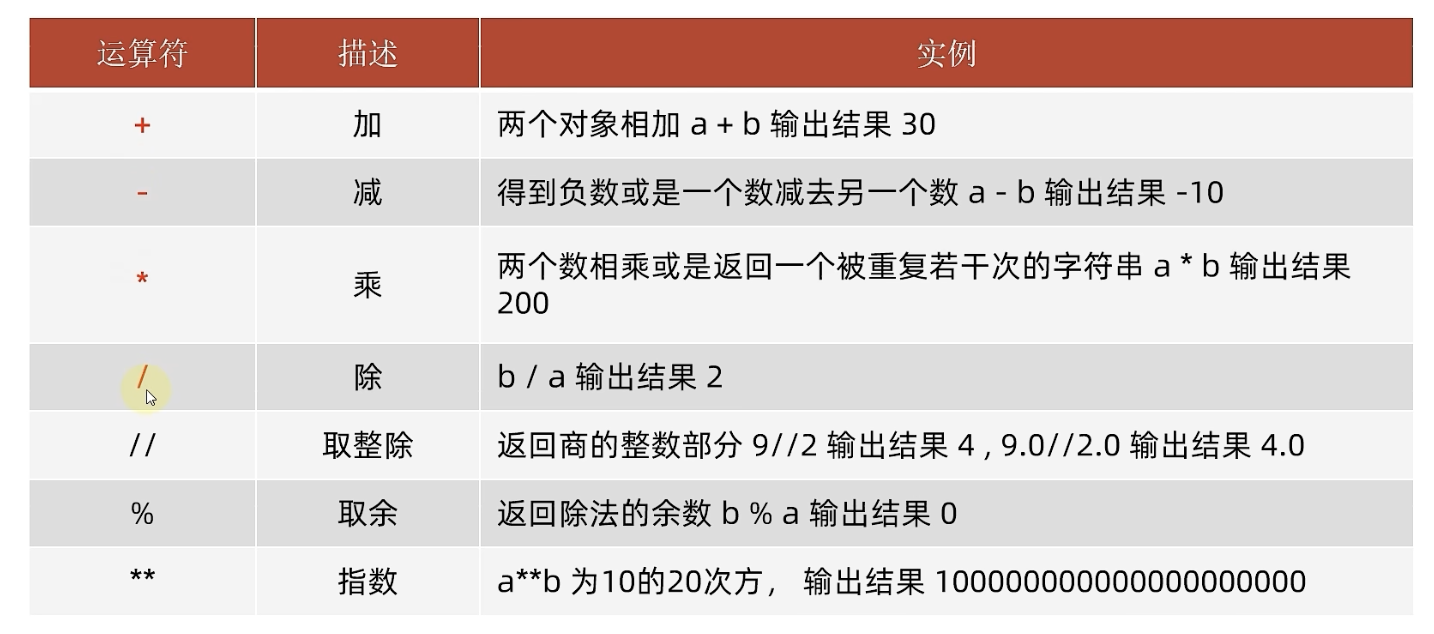 运算符 描述 实例
+ 加 两个对象相加 a + b 输出结果 30
- 减 得到负数或是一个数减去另一个数 a - b 输出结果 -10
* 乘 两个数相乘或是返回一个被重复若干次的字符串 a * b 输出结果
200
/ 除 b / a 输出结果 2
// 取整除 返回商的整数部分 9//2 输出结果 4 , 9.0//2.0 输出结果 4.0
% 取余 返回除法的余数 b % a 输出结果 0
** 指数 a**b 为10的20次方， 输出结果 100000000000000000000